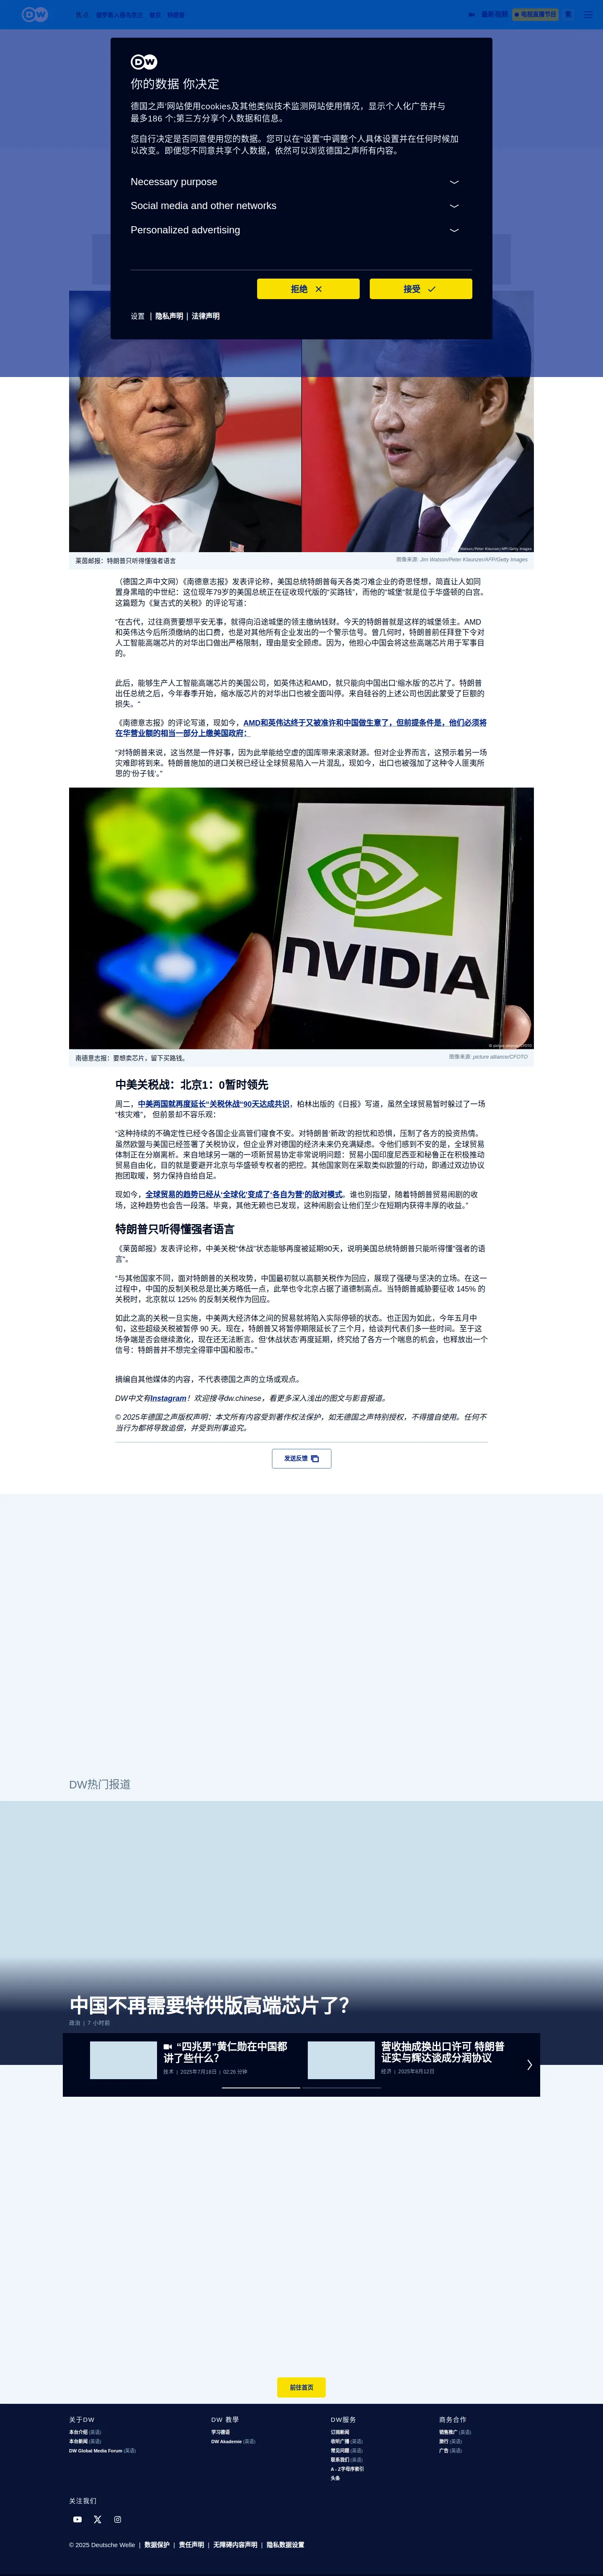 DW
最新视频
电视直播节目
DW
你的数据 你决定
德国之声'网站使用cookies及其他类似技术监测网站使用情况，显示个人化广告并与
最多186 个;第三方分享个人数据和信息。
您自行决定是否同意使用您的数据。您可以在"设置"中调整个人具体设置并在任何时候加
以改变。即便您不同意共享个人数据，依然可以浏览德国之声所有内容。
Necessary purpose
Social media and other networks
Personalized advertising
拒绝
接受
设置 | 隐私声明 | 法律声明
莱茵邮报：特朗普只听得懂强者语言
图像来源: Jim Watson/Peter Klaunzer/AFP/Getty Images
（德国之声中文网）《南德意志报》发表评论称，美国总统特朗普每天各类刁难企业的奇思怪想，简直让人如同
置身黑暗的中世纪：这位现年79岁的美国总统正在征收现代版的“买路钱”，而他的“城堡”就是位于华盛顿的白宫。
这篇题为《复古式的关税》的评论写道：
“在古代，过往商贾要想平安无事，就得向沿途城堡的领主缴纳钱财。今天的特朗普就是这样的城堡领主。AMD
和英伟达今后所须缴纳的出口费，也是对其他所有企业发出的一个警示信号。曾几何时，特朗普前任拜登下令对
人工智能高端芯片的对华出口做出严格限制，理由是安全顾虑。因为，他担心中国会将这些高端芯片用于军事目
的。
此后，能够生产人工智能高端芯片的美国公司，如英伟达和AMD，就只能向中国出口‘缩水版’的芯片了。特朗普
出任总统之后，今年春季开始，缩水版芯片的对华出口也被全面叫停。来自硅谷的上述公司也因此蒙受了巨额的
损失。”
《南德意志报》的评论写道，现如今，AMD和英伟达终于又被准许和中国做生意了，但前提条件是，他们必须将
在华营业额的相当一部分上缴美国政府：
“对特朗普来说，这当然是一件好事，因为此举能给空虚的国库带来滚滚财源。但对企业界而言，这预示着另一场
灾难即将到来。特朗普施加的进口关税已经让全球贸易陷入一片混乱，现如今，出口也被强加了这种令人匪夷所
思的‘份子钱’。”
NVIDIA
© picture alliance/CFOTO
南德意志报：要想卖芯片，留下买路钱。
图像来源: picture alliance/CFOTO
中美关税战：北京1：0暂时领先
周二，中美两国就再度延长“关税休战”90天达成共识，柏林出版的《日报》写道，虽然全球贸易暂时躲过了一场
“核灾难”，但前景却不容乐观：
“这种持续的不确定性已经令各国企业高管们寝食不安。对特朗普‘新政’的担忧和恐惧，压制了各方的投资热情。
虽然欧盟与美国已经签署了关税协议，但企业界对德国的经济未来仍充满疑虑。令他们感到不安的是，全球贸易
体制正在分崩离析。来自地球另一端的一项新贸易协定非常说明问题：贸易小国印度尼西亚和秘鲁正在积极推动
贸易自由化，目的就是要避开北京与华盛顿专权者的把控。其他国家则在采取类似欧盟的行动，即通过双边协议
抱团取暖，努力保持自给自足。
现如今，全球贸易的趋势已经从‘全球化’变成了‘各自为营’的敌对模式。谁也别指望，随着特朗普贸易闹剧的收
场，这种趋势也会告一段落。毕竟，其他无赖也已发现，这种闹剧会让他们至少在短期内获得丰厚的收益。”
特朗普只听得懂强者语言
《莱茵邮报》发表评论称，中美关税“休战”状态能够再度被延期90天，说明美国总统特朗普只能听得懂“强者的语
言”。
“与其他国家不同，面对特朗普的关税攻势，中国最初就以高额关税作为回应，展现了强硬与坚决的立场。在这一
过程中，中国的反制关税总是比美方略低一点，此举也令北京占据了道德制高点。当特朗普威胁要征收 145% 的
关税时，北京就以 125% 的反制关税作为回应。
如此之高的关税一旦实施，中美两大经济体之间的贸易就将陷入实际停顿的状态。也正因为如此，今年五月中
旬，这些超级关税被暂停 90 天。现在，特朗普又将暂停期限延长了三个月，给谈判代表们多一些时间。至于这
场争端是否会继续激化，现在还无法断言。但‘休战状态’再度延期，终究给了各方一个喘息的机会，也释放出一个
信号：特朗普并不想完全得罪中国和股市。”
摘编自其他媒体的内容，不代表德国之声的立场或观点。
DW中文有Instagram！欢迎搜寻dw.chinese，看更多深入浅出的图文与影音报道。
© 2025年德国之声版权声明：本文所有内容受到著作权法保护，如无德国之声特别授权，不得擅自使用。任何不
当行为都将导致追偿，并受到刑事追究。
发送反馈
DW热门报道
中国不再需要特供版高端芯片了？
政治 | 7 小时前
“四兆男”黄仁勋在中国都
讲了些什么？
技术 | 2025年7月18日 | 02:26 分钟
营收抽成换出口许可 特朗普
证实与辉达谈成分润协议
经济 | 2025年8月12日
前往首页
关于DW
本台介绍 (英语)
本台新闻 (英语)
DW Global Media Forum (英语)
DW 教學
学习德语
DW Akademie (英语)
DW服务
订阅新闻
收听广播 (英语)
常见问题 (英语)
联系我们 (英语)
A - Z字母序索引
头条
商务合作
销售推广 (英语)
旅行 (英语)
广告 (英语)
关注我们
© 2025 Deutsche Welle | 数据保护 | 责任声明 | 无障碍内容声明 | 隐私数据设置